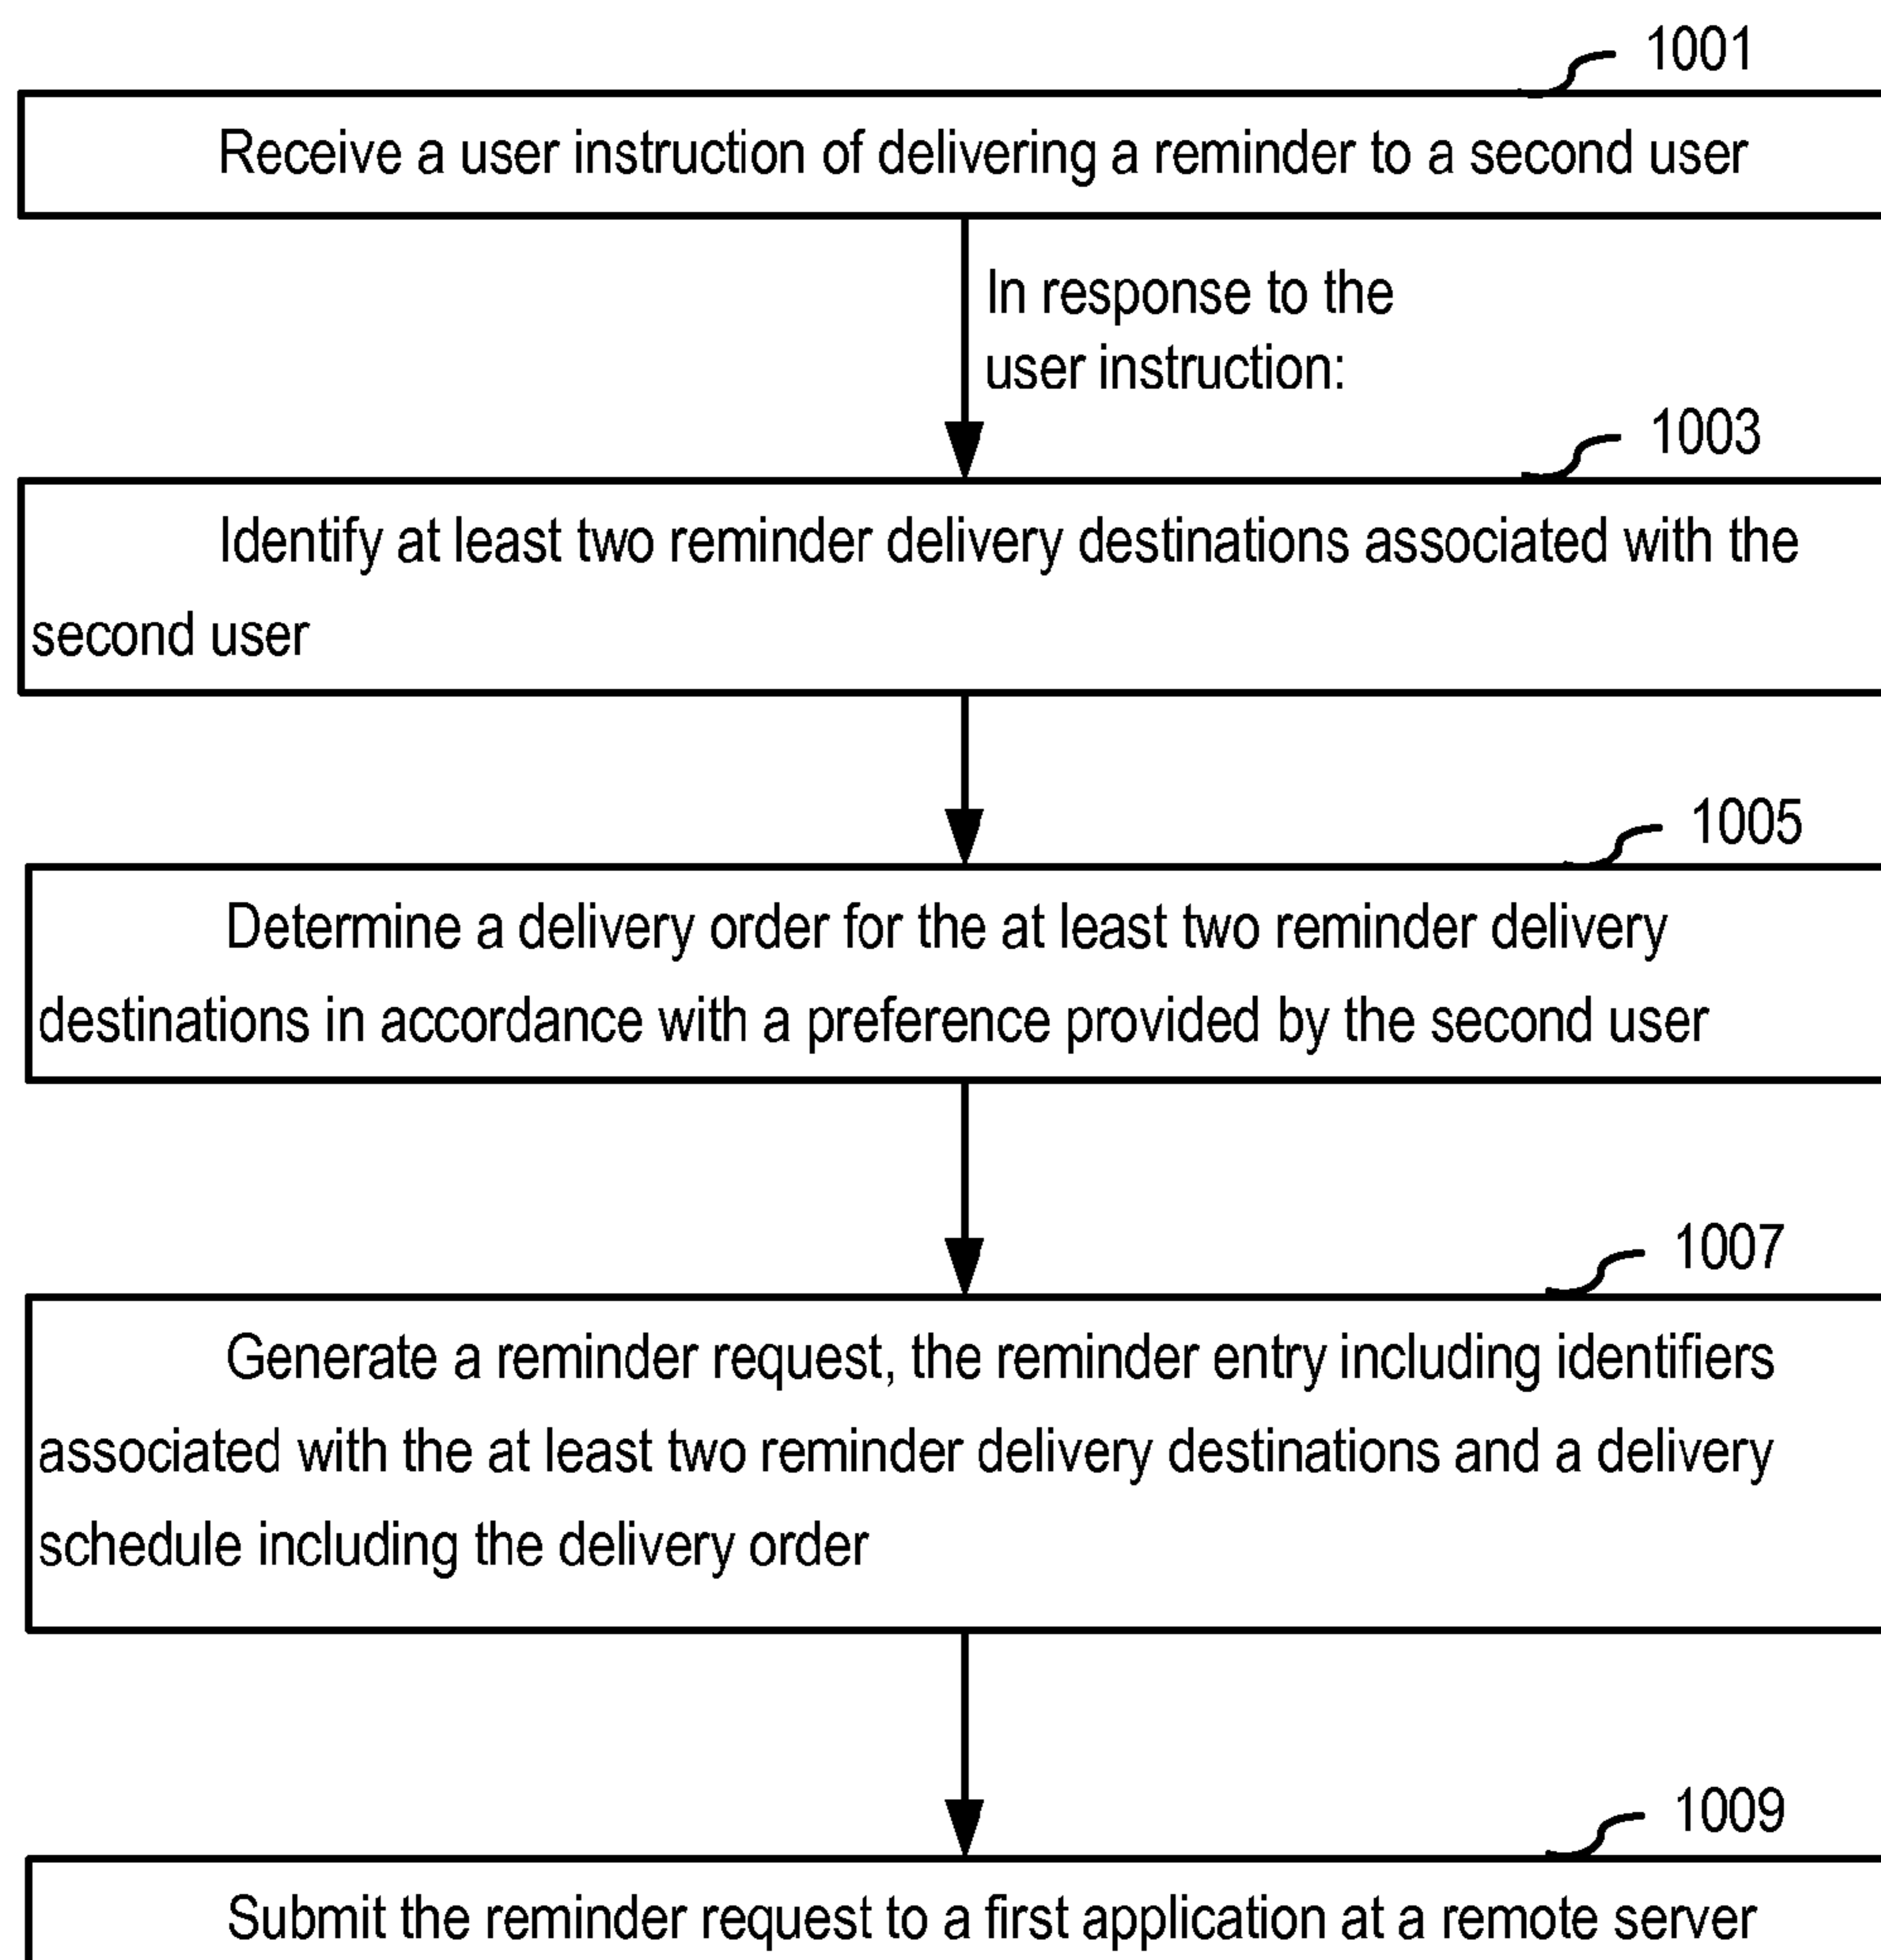 1001
Receive a user instruction of delivering a reminder to a second user
In response to the
user instruction:
1003
Identify at least two reminder delivery destinations associated with the
second user
1005
Determine a delivery order for the at least two reminder delivery
destinations in accordance with a preference provided by the second user
1007
Generate a reminder request, the reminder entry including identifiers
associated with the at least two reminder delivery destinations and a delivery
schedule including the delivery order
1009
Submit the reminder request to a first application at a remote server